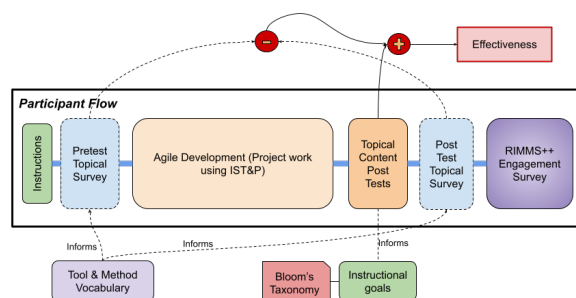 -
+
Effectiveness
Participant Flow
Instructions
Pretest
Topical
Survey
Agile Development (Project work
using IST&P)
Topical
Content
Post
Tests
Post
Test
Topical
Survey
RIMMS++
Engagement
Survey
Informs
Informs
Informs
Tool & Method
Vocabulary
Bloom's
Taxonomy
Instructional
goals